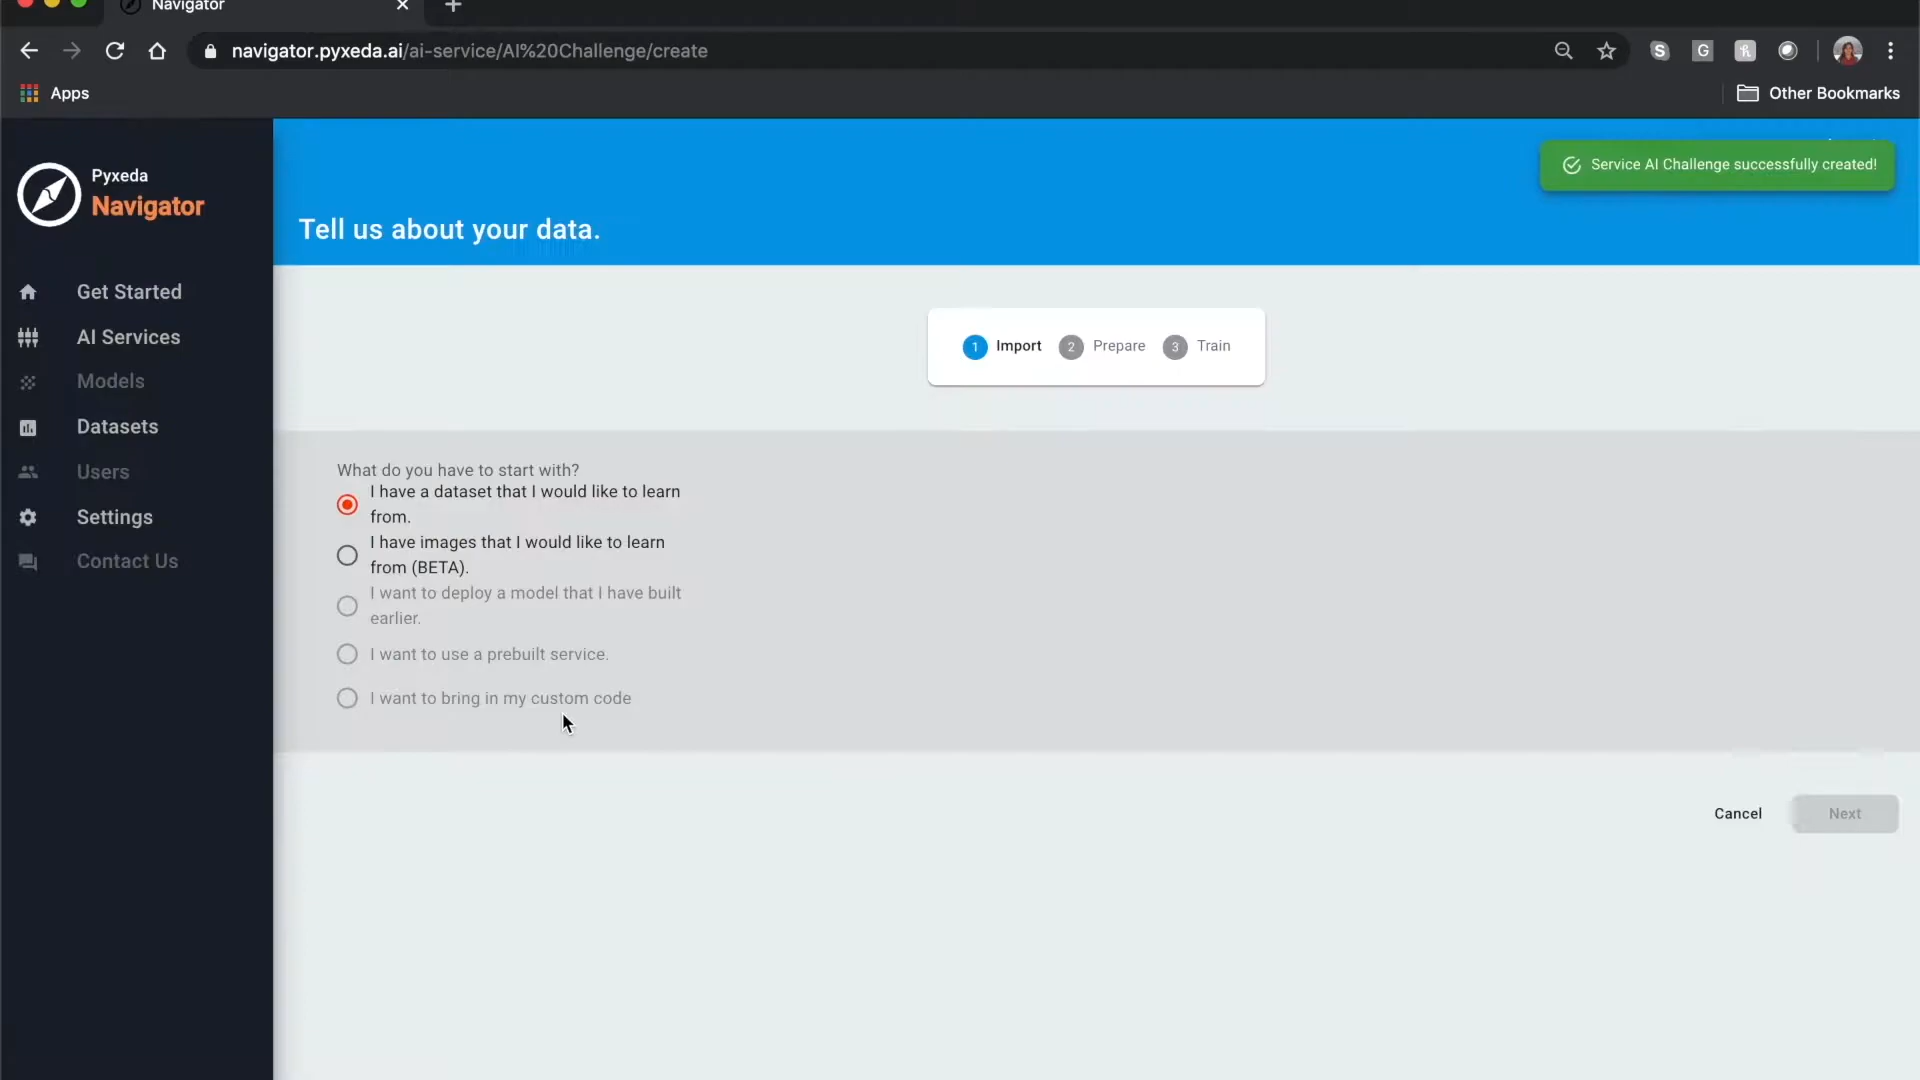 Navigator
navigator.pyxeda.ai/ai-service/AI%20Challenge/create
S
G
Apps
Other Bookmarks
Pyxeda
Navigator
Service AI Challenge successfully created!
Tell us about your data.
Get Started
AI Services
Models
Datasets
Users
Settings
Contact Us
1 Import 2 Prepare 3 Train
What do you have to start with?
I have a dataset that I would like to learn
from.
I have images that I would like to learn
from (BETA).
I want to deploy a model that I have built
earlier.
I want to use a prebuilt service.
I want to bring in my custom code
Cancel
Next